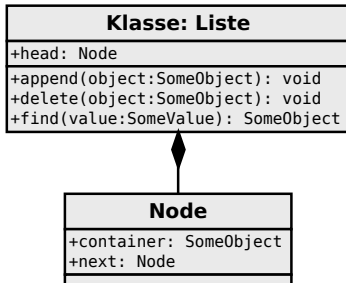 Klasse: Liste
+head: Node
+append(object:SomeObject): void
+delete(object:SomeObject): void
+find(value:SomeValue): SomeObject
Node
+container: SomeObject
+next: Node